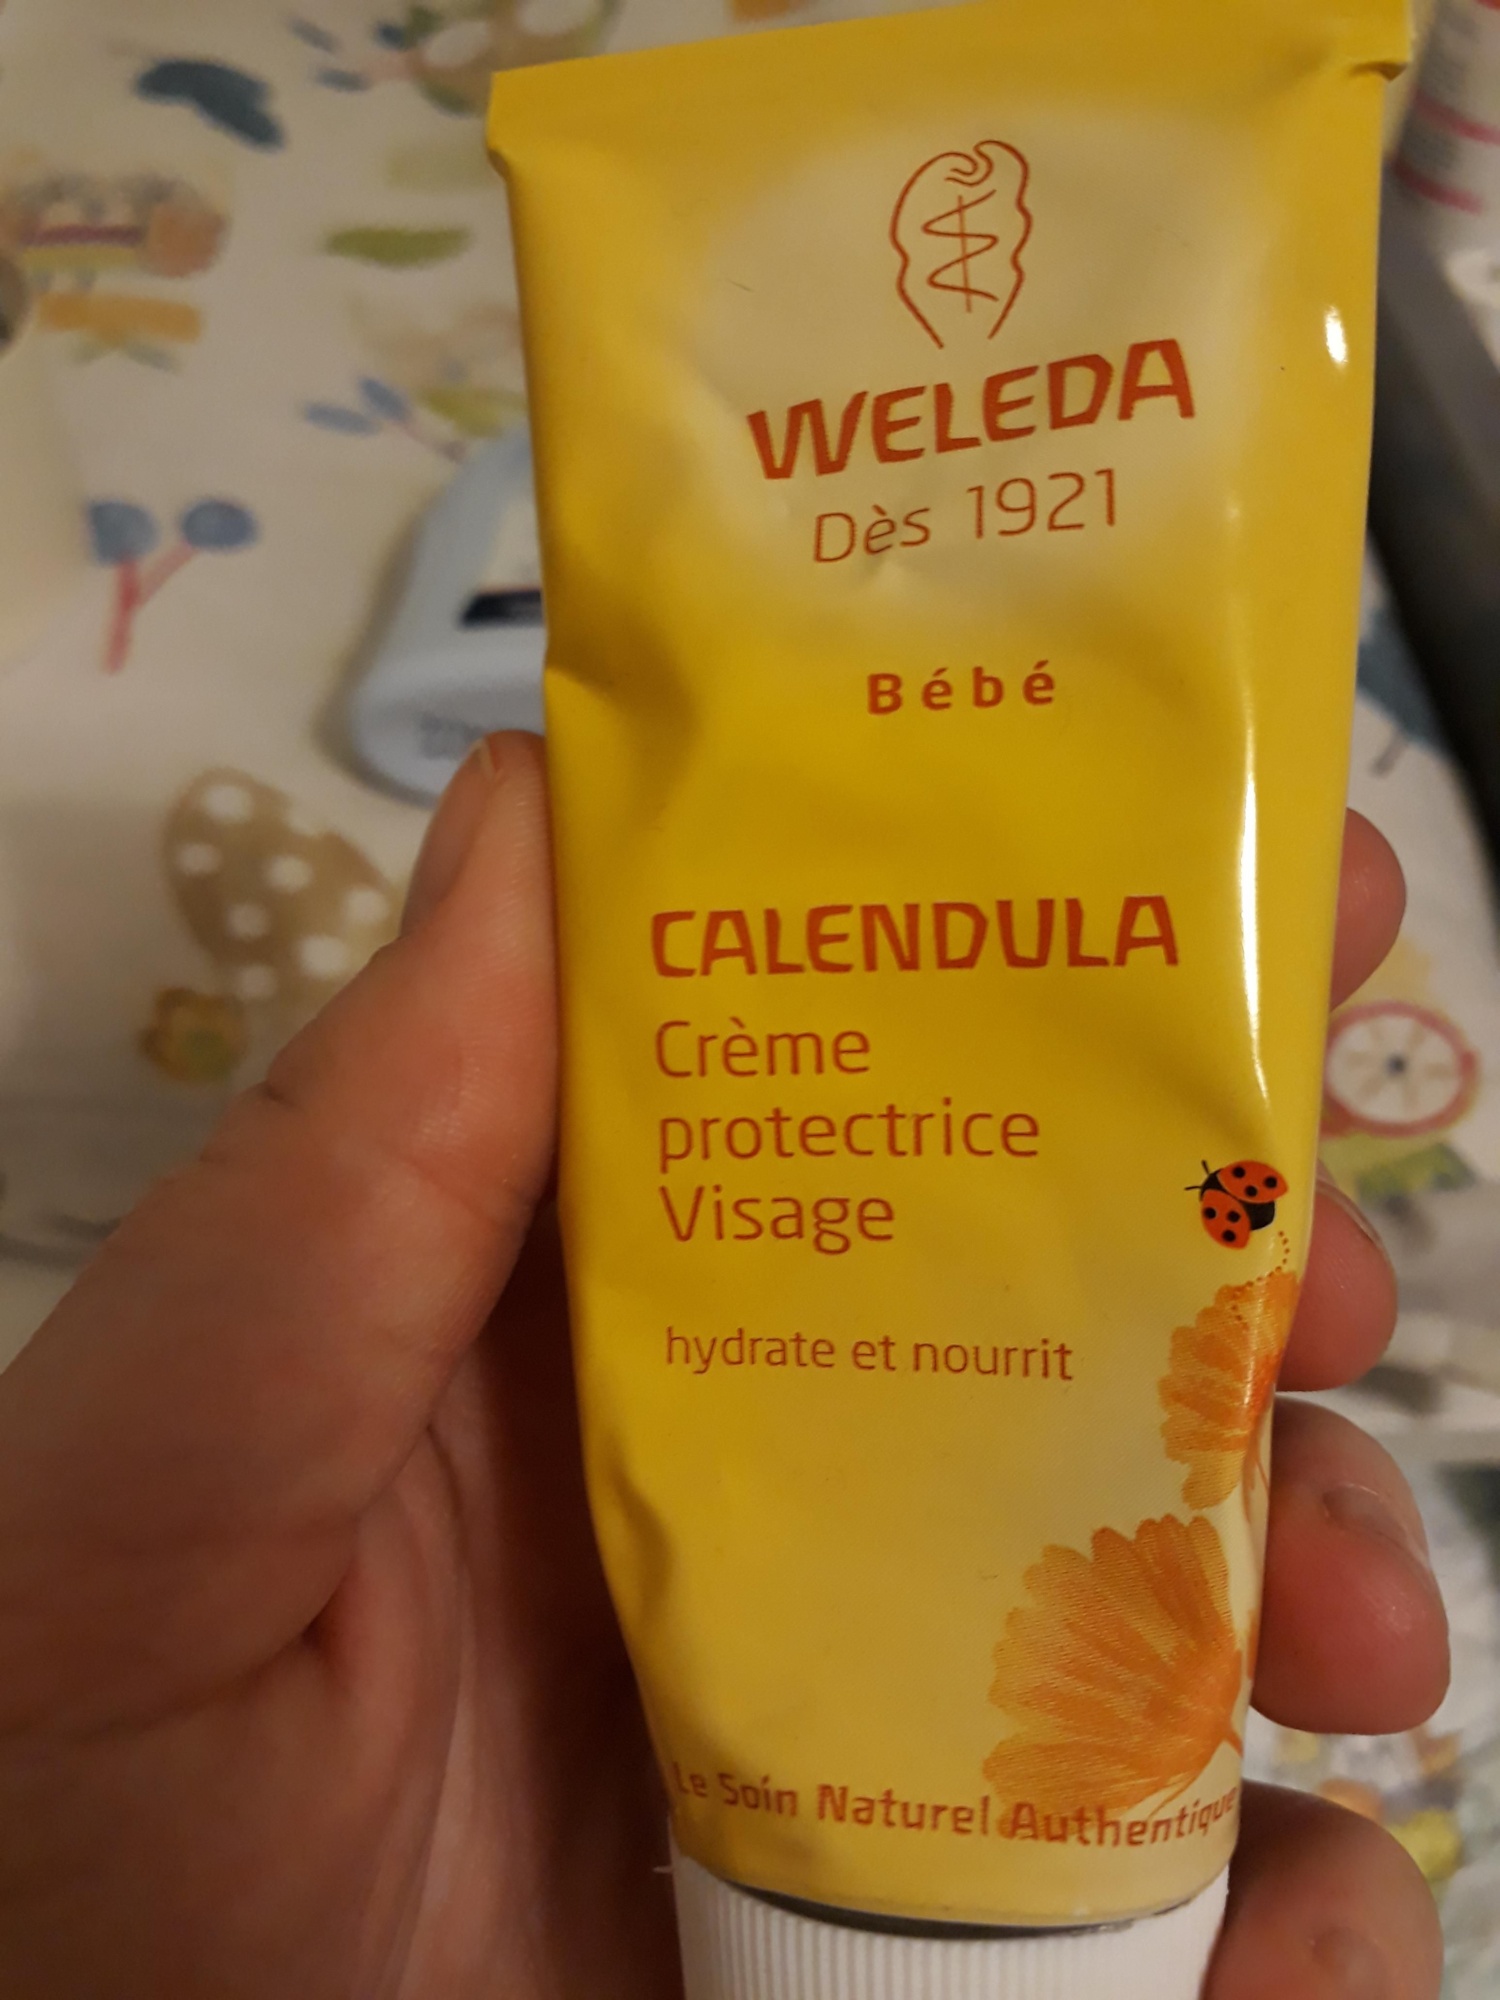 WELEDA
Dès 1921
Bébé
CALENDULA
Crème
protectrice
Visage
hydrate et nourrit
Le Soin Naturel Authentique